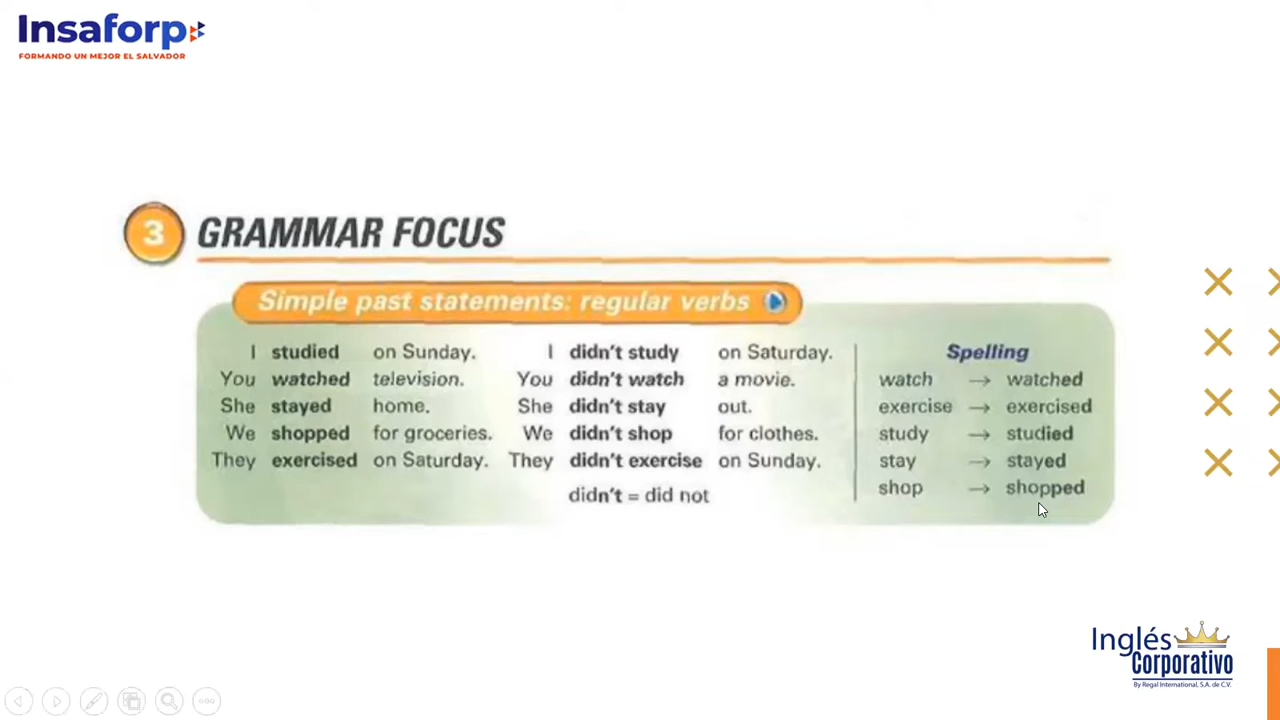 Insaforp
FORMANDO UN MEJOR EL SALVADOR
3 GRAMMAR FOCUS
Simple past statements: regular verbs
I studied on Sunday. I didn't study on Saturday. Spelling
You watched television. You didn't watch a movie. watch → watched
She stayed home. She didn't stay out. exercise → exercised
We shopped for groceries. We didn't shop for clothes. study → studied
They exercised on Saturday. They didn't exercise on Sunday. stay → stayed
didn't = did not shop → shopped
Inglés
Corporativo
By Regal International, S.A. de C.V.